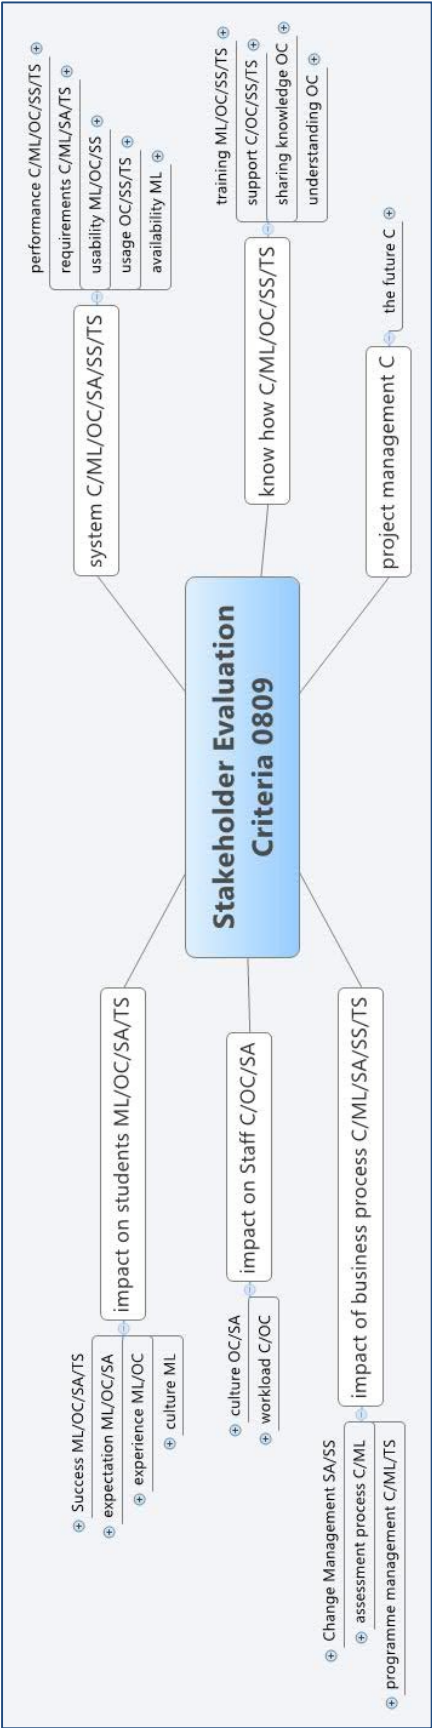 Stakeholder Evaluation
Criteria 0809
impact on students ML/OC/SA/TS
Success ML/OC/SA/TS
expectation ML/OC/SA
experience ML/OC
culture ML
impact on Staff C/OC/SA
culture OC/SA
workload C/OC
impact of business process C/ML/SA/SS/TS
Change Management SA/SS
assessment process C/ML
programme management C/ML/TS
system C/ML/OC/SA/SS/TS
performance C/ML/OC/SS/TS
requirements C/ML/SA/TS
usability ML/OC/SS
usage OC/SS/TS
availability ML
know how C/ML/OC/SS/TS
training ML/OC/SS/TS
support C/OC/SS/TS
sharing knowledge OC
understanding OC
project management C
the future C